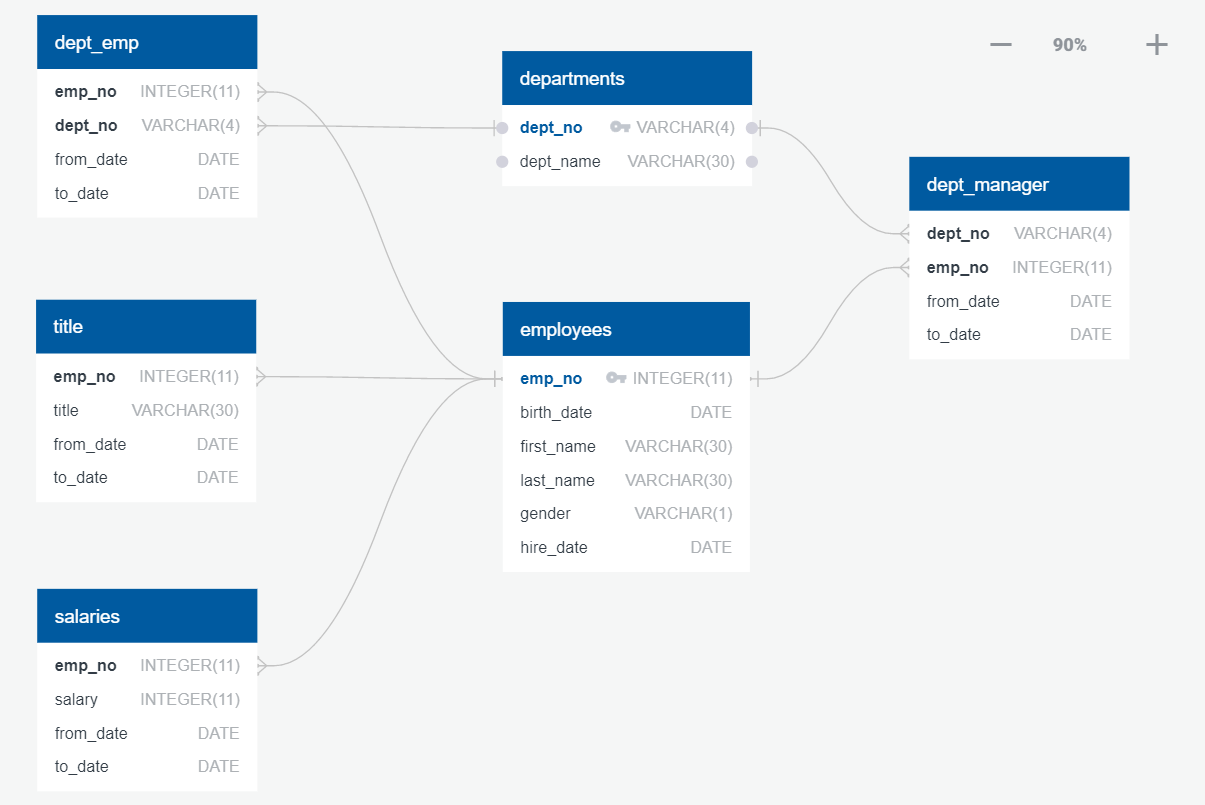 dept_emp
emp_no INTEGER(11)
dept_no VARCHAR(4)
from_date DATE
to_date DATE
departments
dept_no VARCHAR(4)
dept_name VARCHAR(30)
90%
dept_manager
dept_no VARCHAR(4)
emp_no INTEGER(11)
from_date DATE
to_date DATE
title
emp_no INTEGER(11)
title VARCHAR(30)
from_date DATE
to_date DATE
employees
emp_no INTEGER(11)
birth_date DATE
first_name VARCHAR(30)
last_name VARCHAR(30)
gender VARCHAR(1)
hire_date DATE
salaries
emp_no INTEGER(11)
salary INTEGER(11)
from_date DATE
to_date DATE